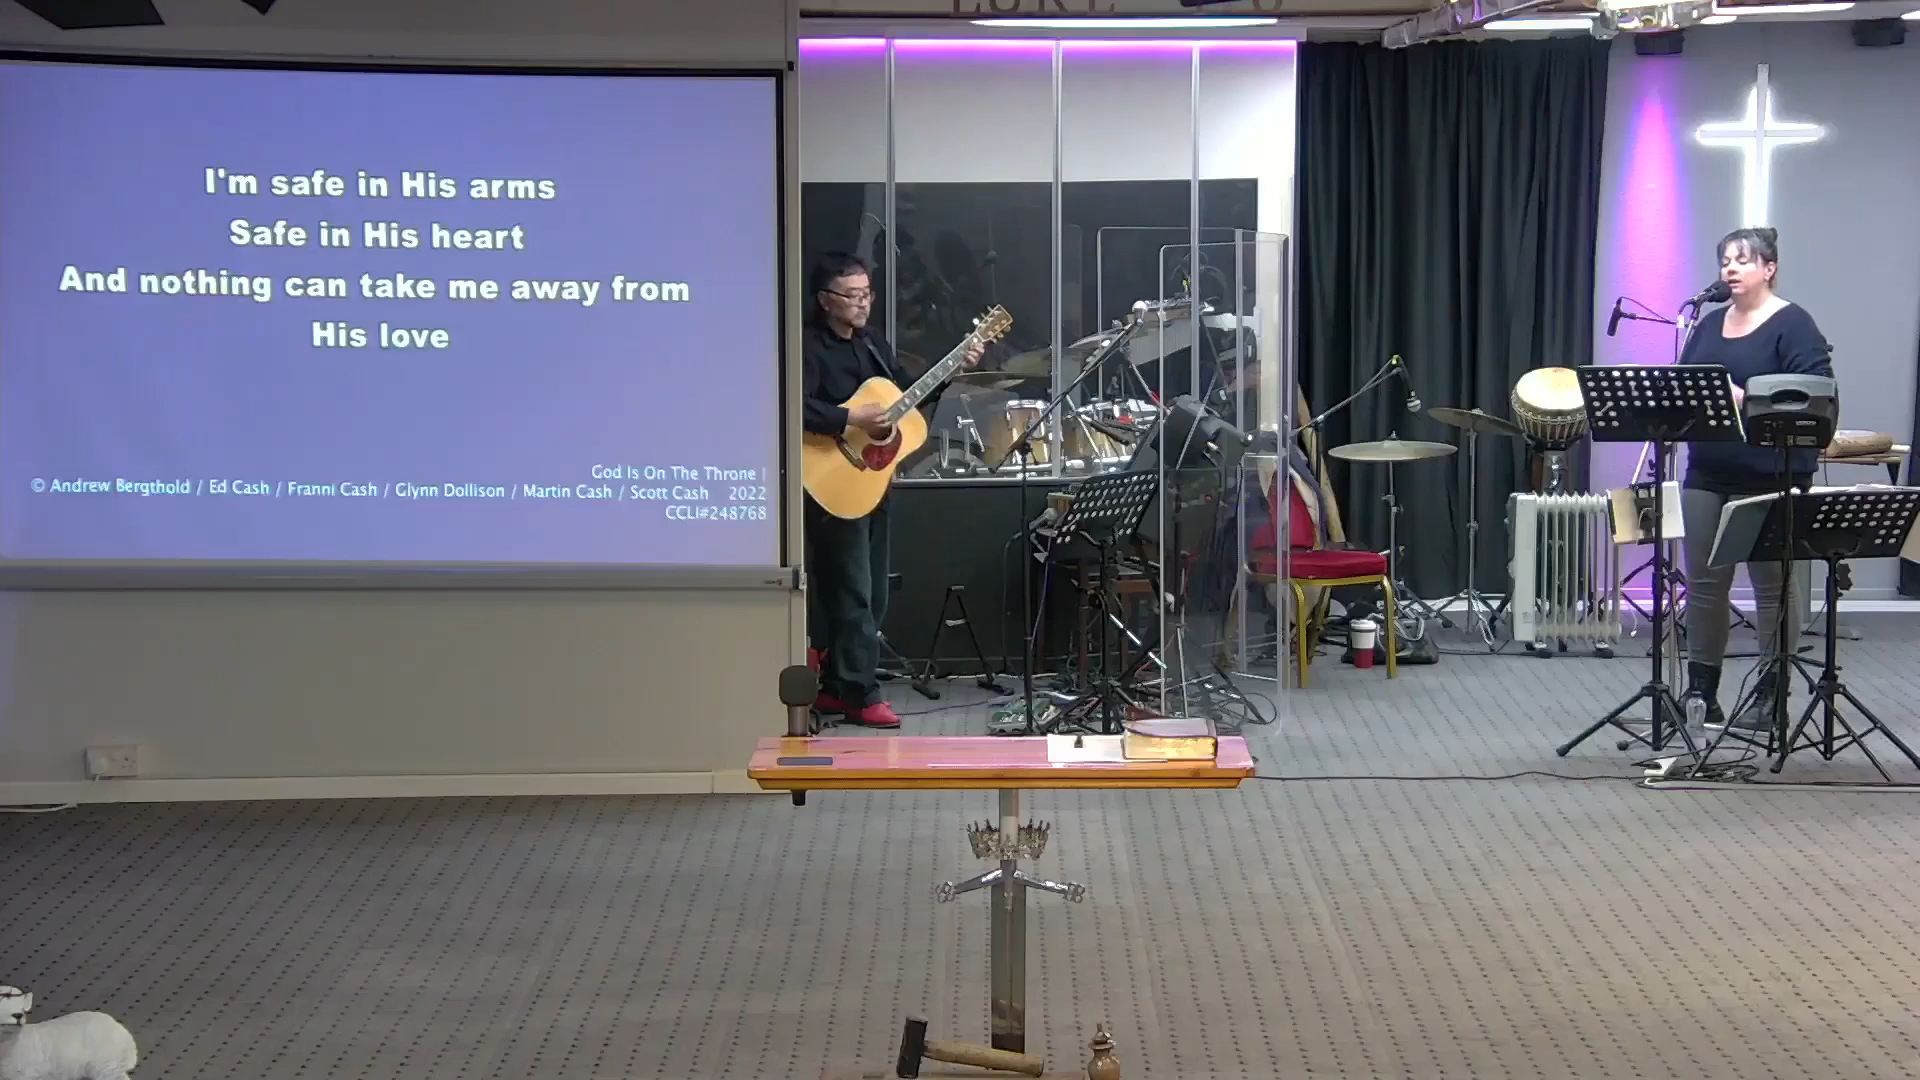 I'm safe in His arms
Safe in His heart
And nothing can take me away from
His love
God Is On The Throne |
© Andrew Bergthold / Ed Cash / Franni Cash / Glynn Dollison / Martin Cash / Scott Cash 2022
CCLI#248768